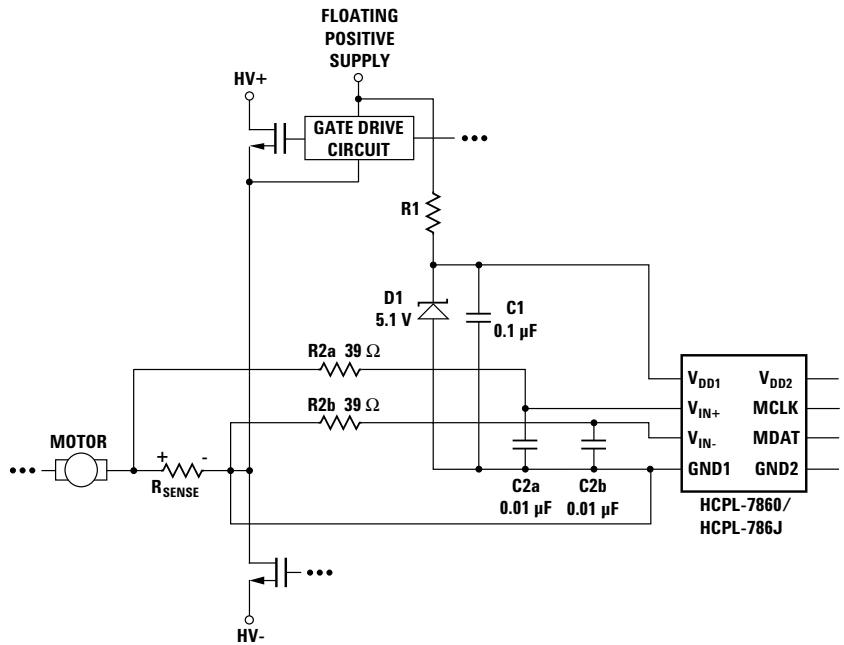 FLOATING
POSITIVE
SUPPLY
HV+
GATE DRIVE
CIRCUIT
•••
R1
D1
5.1 V
C1
0.1 µF
R2a 39 Ω
R2b 39 Ω
MOTOR
•••
+ -
RSENSE
C2a
0.01 µF
C2b
0.01 µF
VDD1 VDD2
VIN+ MCLK
VIN- MDAT
GND1 GND2
HCPL-7860/
HCPL-786J
•••
HV-